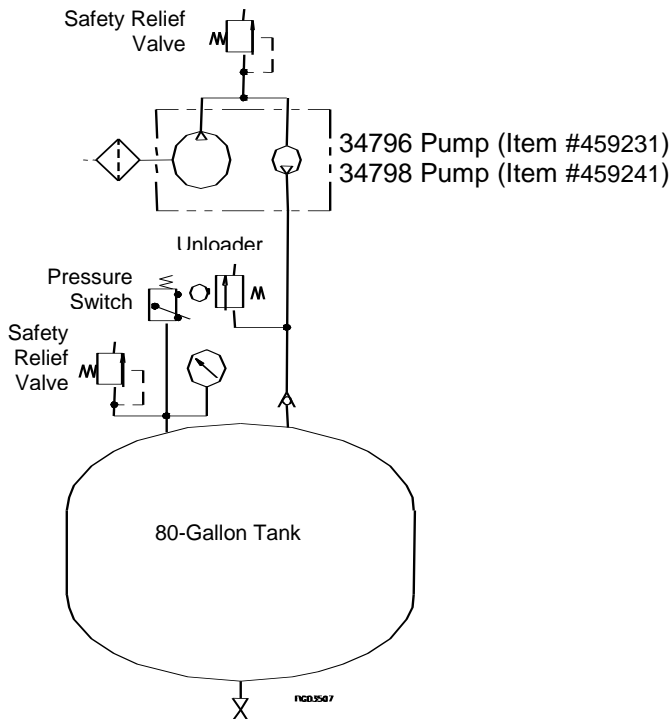 Safety Relief
Valve
34796 Pump (Item #459231)
34798 Pump (Item #459241)
Unloader
Pressure
Switch
Safety
Relief
Valve
80-Gallon Tank